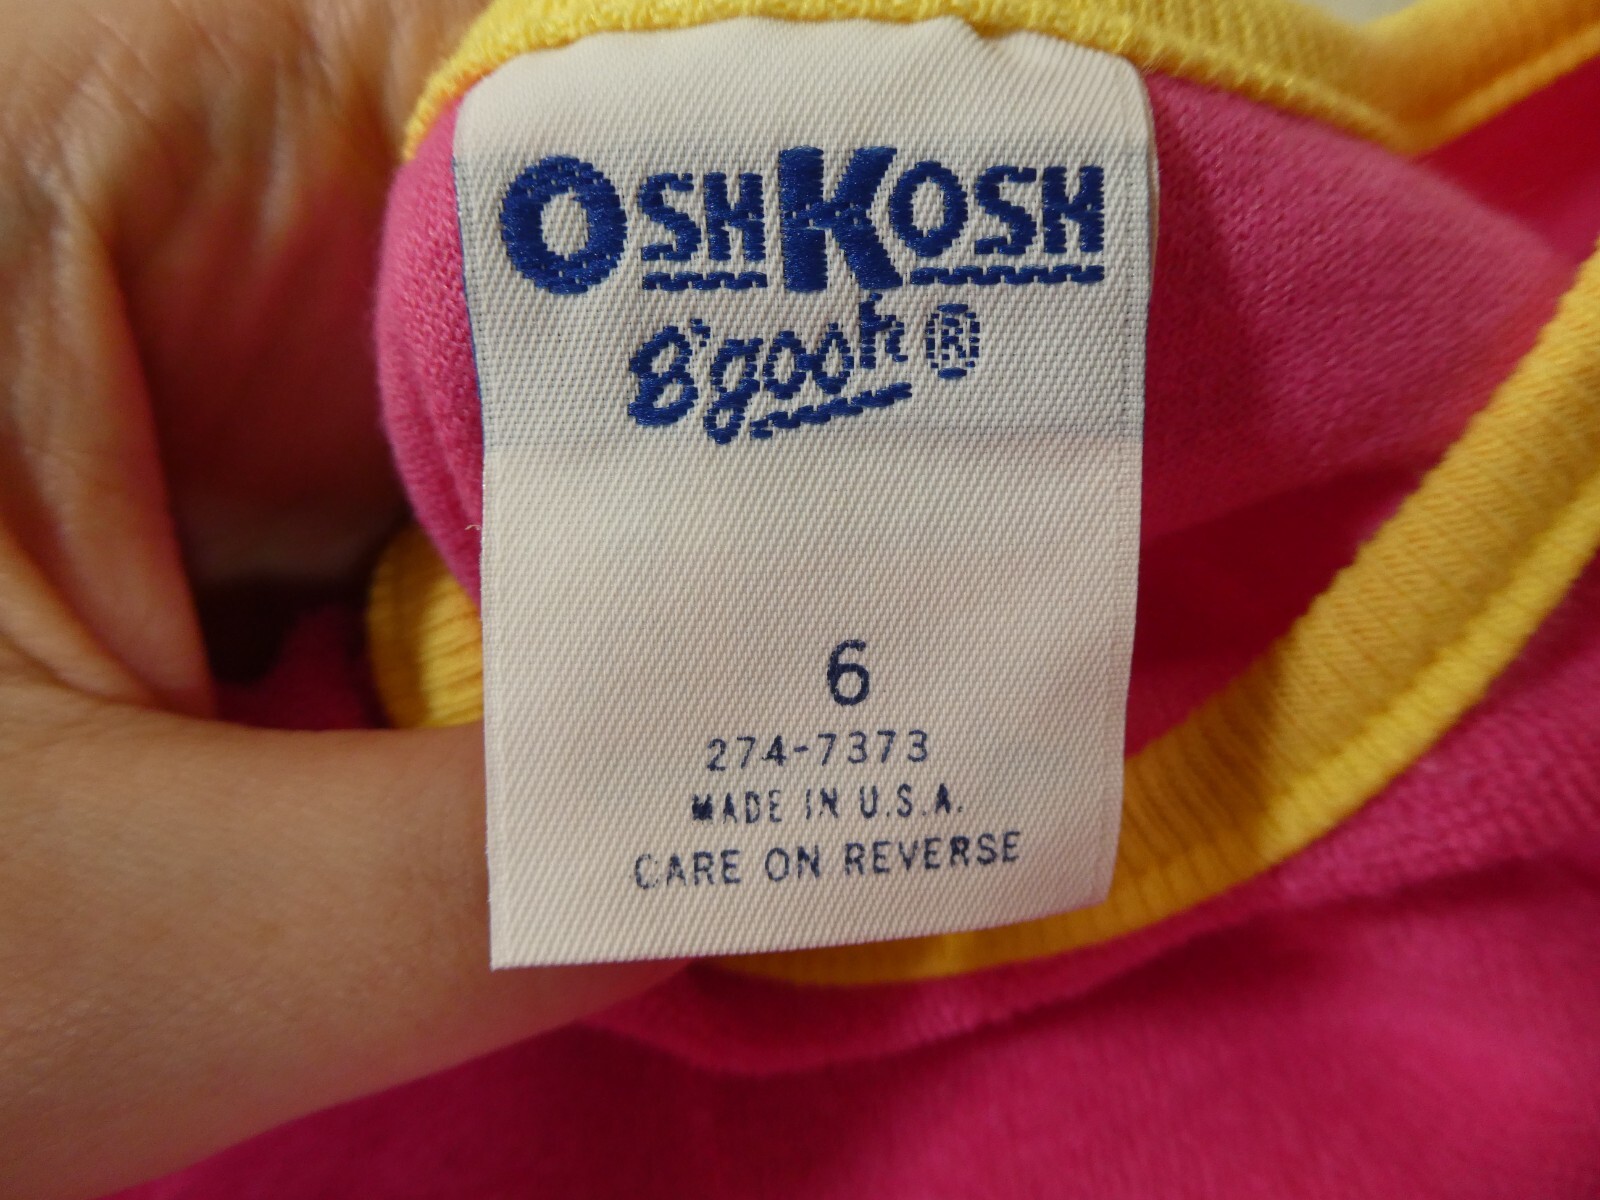 OSHKOSH
B'gosh ®
6
274-7373
MADE IN U.S.A.
CARE ON REVERSE